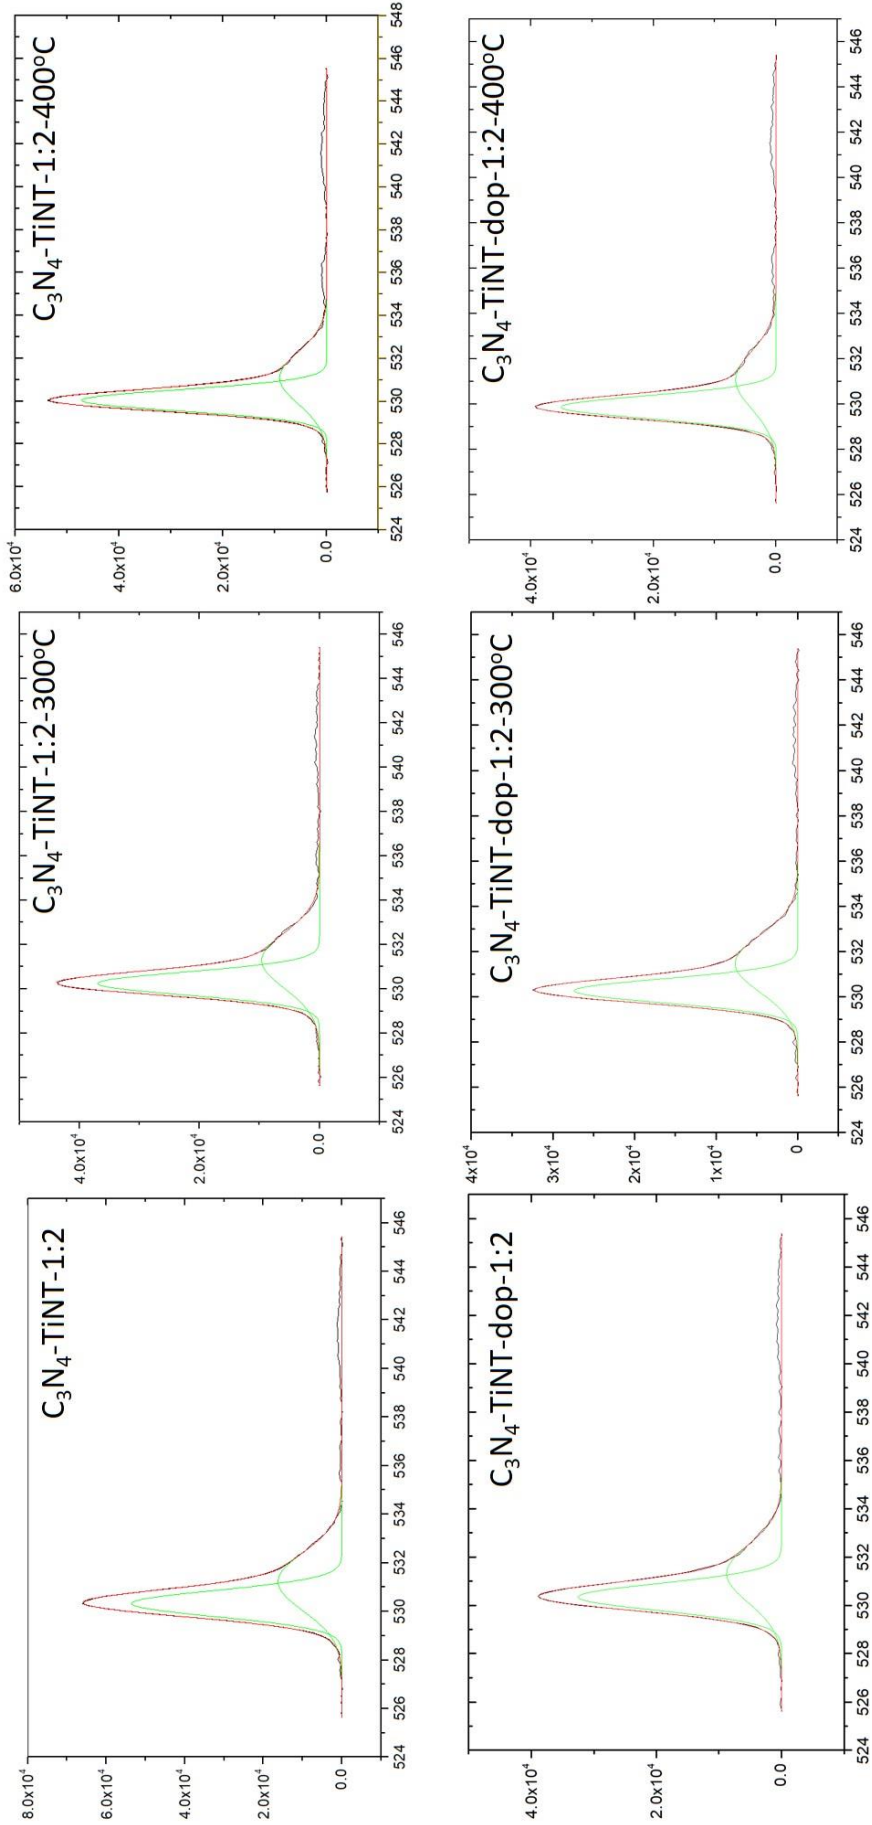 C₃N₄-TiNT-1:2
8.0x10⁴
6.0x10⁴
4.0x10⁴
2.0x10⁴
0.0
524 526 528 530 532 534 536 538 540 542 544 546
C₃N₄-TiNT-1:2-300°C
4.0x10⁴
2.0x10⁴
0.0
524 526 528 530 532 534 536 538 540 542 544 546
C₃N₄-TiNT-1:2-400°C
6.0x10⁴
4.0x10⁴
2.0x10⁴
0.0
524 526 528 530 532 534 536 538 540 542 544 546 548
C₃N₄-TiNT-dop-1:2
4.0x10⁴
2.0x10⁴
0.0
524 526 528 530 532 534 536 538 540 542 544 546
C₃N₄-TiNT-dop-1:2-300°C
4x10⁴
3x10⁴
2x10⁴
1x10⁴
0
524 526 528 530 532 534 536 538 540 542 544 546
C₃N₄-TiNT-dop-1:2-400°C
4.0x10⁴
2.0x10⁴
0.0
524 526 528 530 532 534 536 538 540 542 544 546